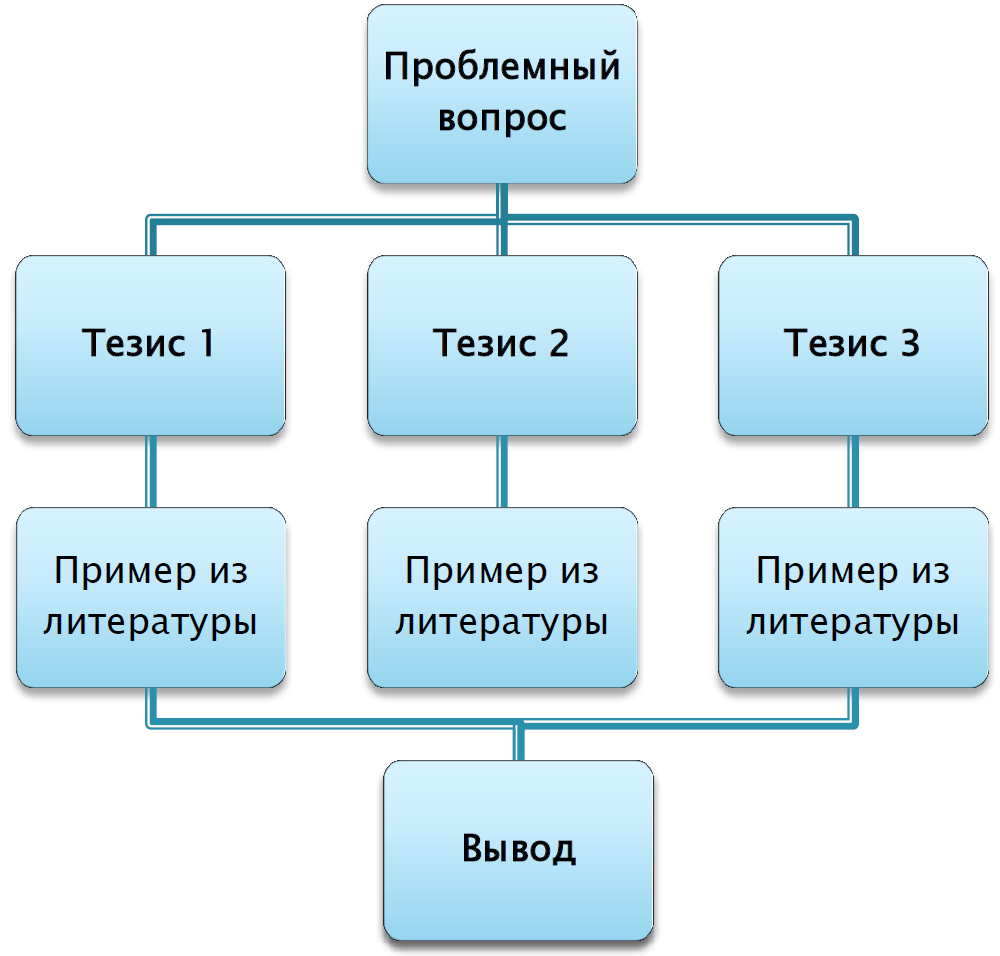 Проблемный
вопрос
Тезис 1
Тезис 2
Тезис 3
Пример из
литературы
Пример из
литературы
Пример из
литературы
Вывод